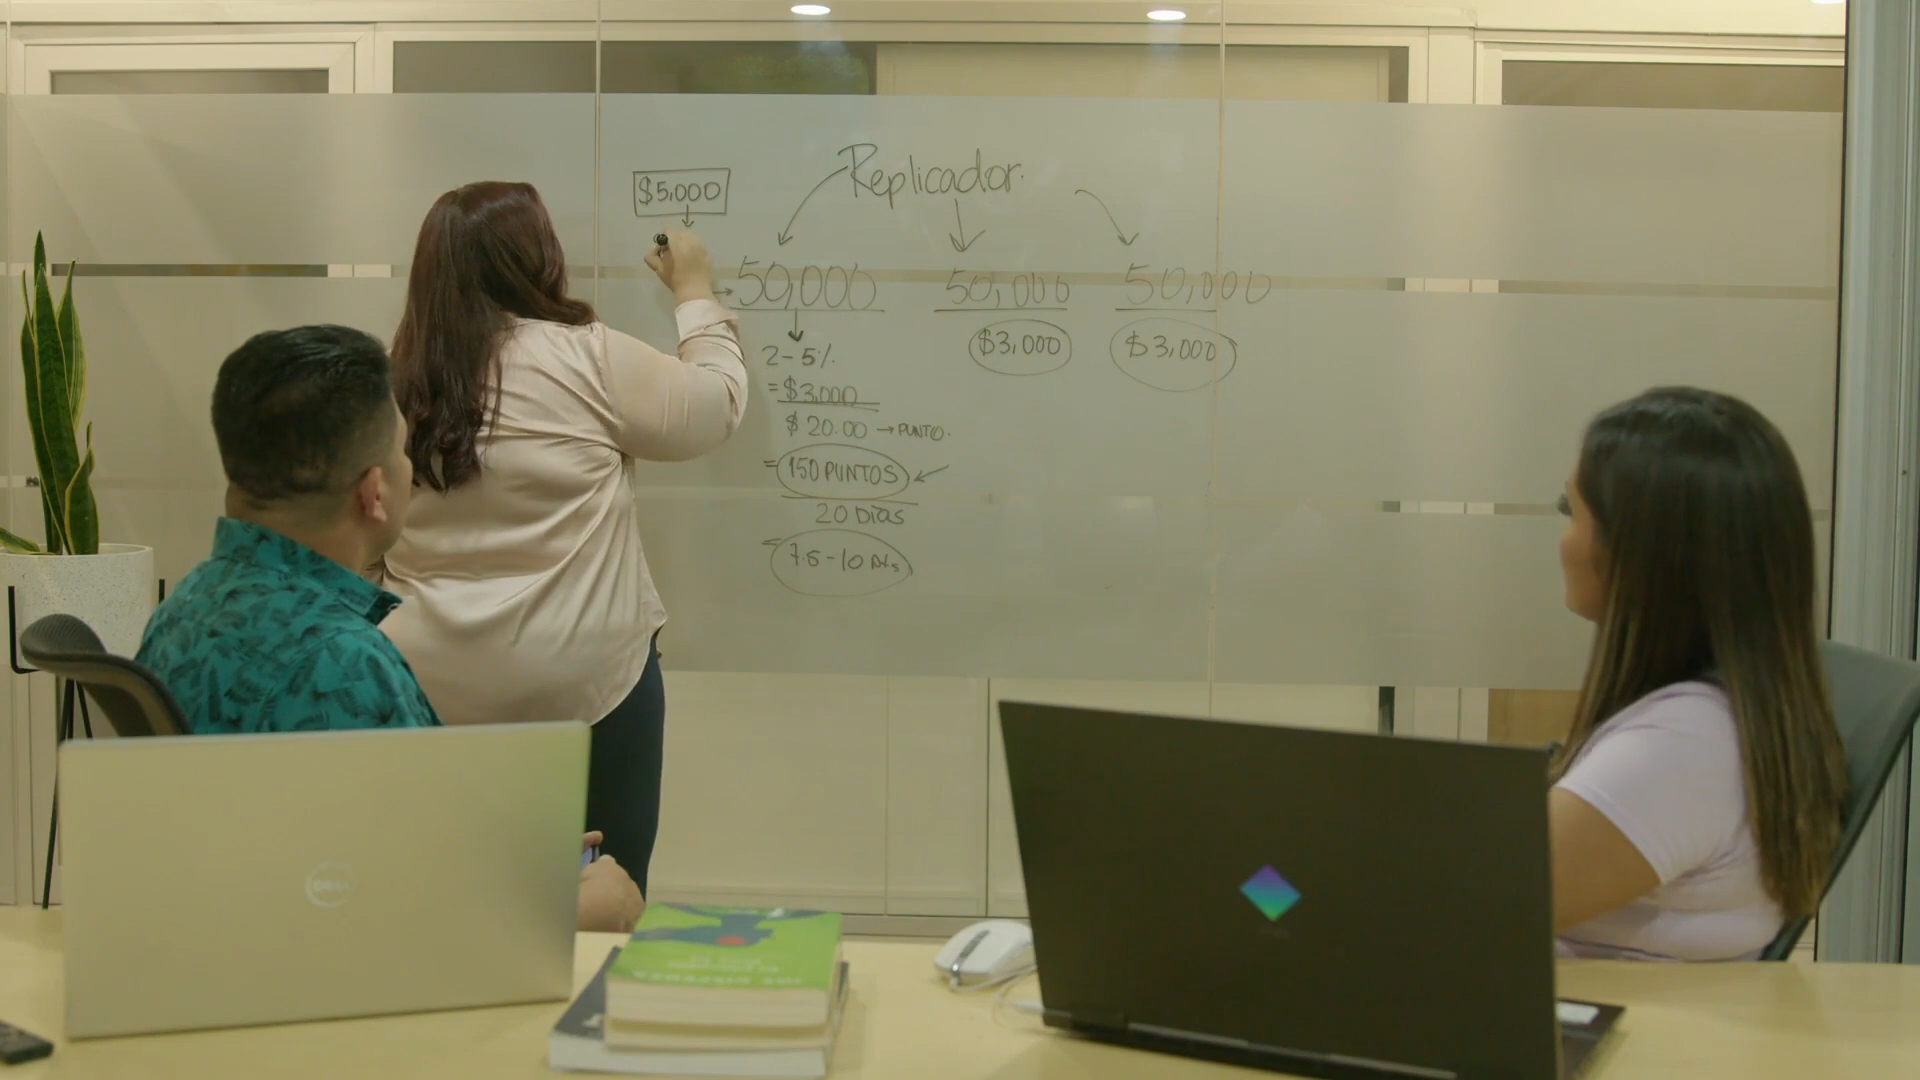 Replicador.
$5,000
50,000 50,000 50,000
$3,000 $3,000
2-5%
=$3,000
$20.00 → PUNTO.
=150 PUNTOS
20 DÍAS
7.5-10 Pts
DELL